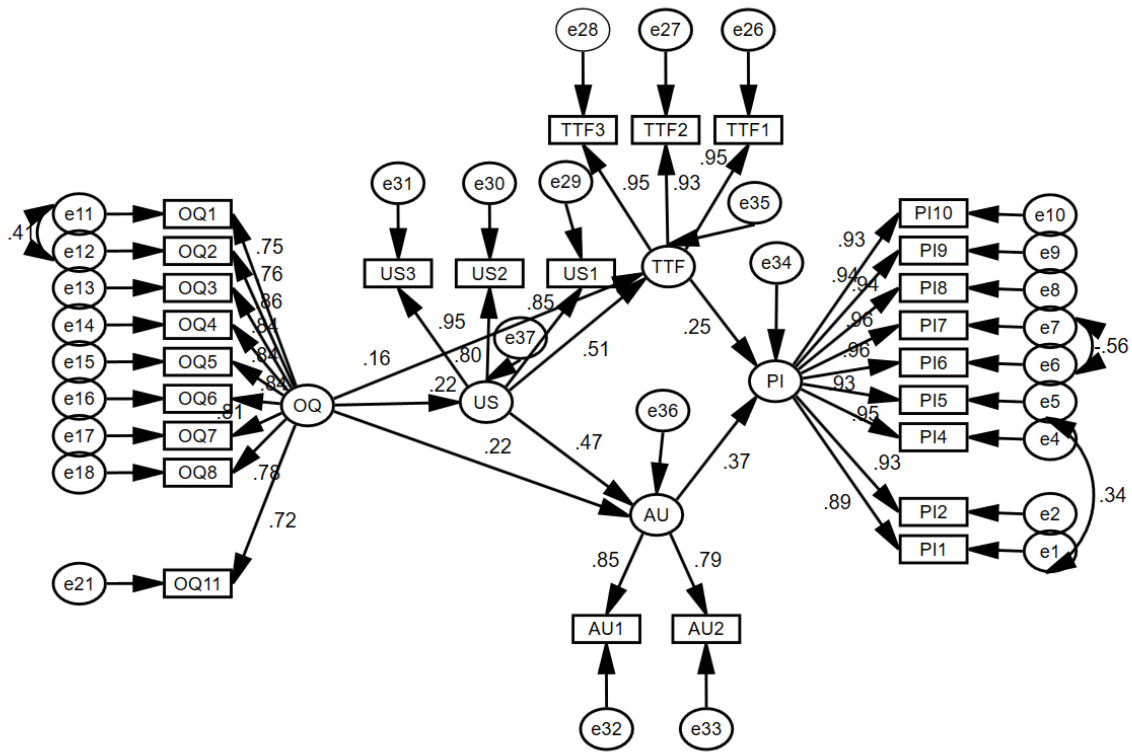 e28
e27
e26
TTF3
TTF2
TTF1
.95
.93
.95
e31
e30
e29
e35
e11
OQ1
PI10
e10
.41
e12
OQ2
.75
.93
PI9
e9
US3
US2
US1
TTF
e34
.76
.94
.94
e13
OQ3
.86
.85
PI8
e8
e14
OQ4
.84
.95
.80
e37
.51
.25
.96
PI7
e7
-.56
e15
OQ5
.84
.16
.96
PI6
e6
e16
OQ6
.84
.22
PI
.93
PI5
e5
OQ
US
e17
OQ7
.81
e36
.95
PI4
e4
e18
OQ8
.78
.22
.47
.37
.93
.34
.89
PI2
e2
.72
AU
PI1
e1
.85
.79
e21
OQ11
AU1
AU2
e32
e33